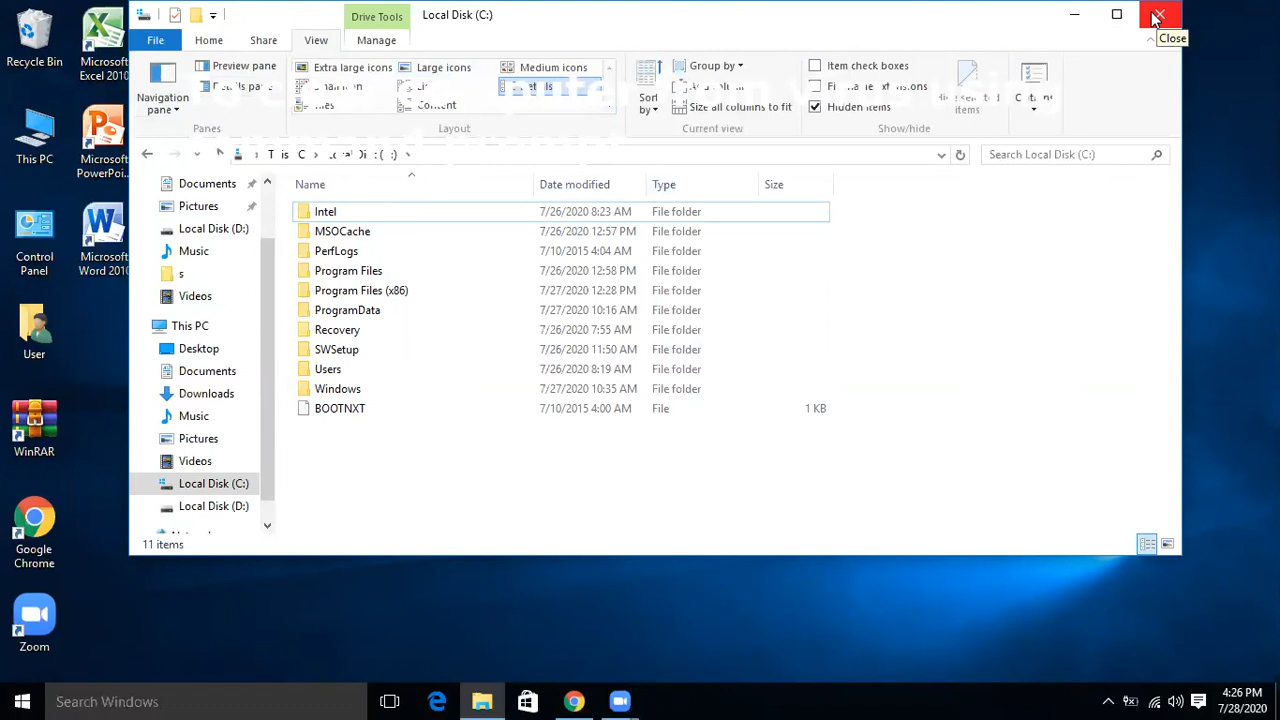 Recycle Bin
Microsoft Excel 2010
This PC
Microsoft PowerPoi...
Control Panel
Microsoft Word 2010
User
WinRAR
Google Chrome
Zoom
Drive Tools
Local Disk (C:)
Close
File
Home
Share
View
Manage
Navigation pane
Preview pane
Panes
Extra large icons
Large icons
Medium icons
Content
Layout
Sort by
Group by
Size all columns to fit
Current view
Item check boxes
Hidden items
items
Show/hide
Search Local Disk (C:)
Documents
Pictures
Local Disk (D:)
Music
s
Videos
This PC
Desktop
Documents
Downloads
Music
Pictures
Videos
Local Disk (C:)
Local Disk (D:)
Name Date modified Type Size
Intel 7/26/2020 8:23 AM File folder
MSOCache 7/26/2020 12:57 PM File folder
PerfLogs 7/10/2015 4:04 AM File folder
Program Files 7/26/2020 12:58 PM File folder
Program Files (x86) 7/27/2020 12:28 PM File folder
ProgramData 7/27/2020 10:16 AM File folder
Recovery 7/26/2020 7:55 AM File folder
SWSetup 7/26/2020 11:50 AM File folder
Users 7/26/2020 8:19 AM File folder
Windows 7/27/2020 10:35 AM File folder
BOOTNXT 7/10/2015 4:00 AM File 1 KB
11 items
Search Windows
4:26 PM
7/28/2020